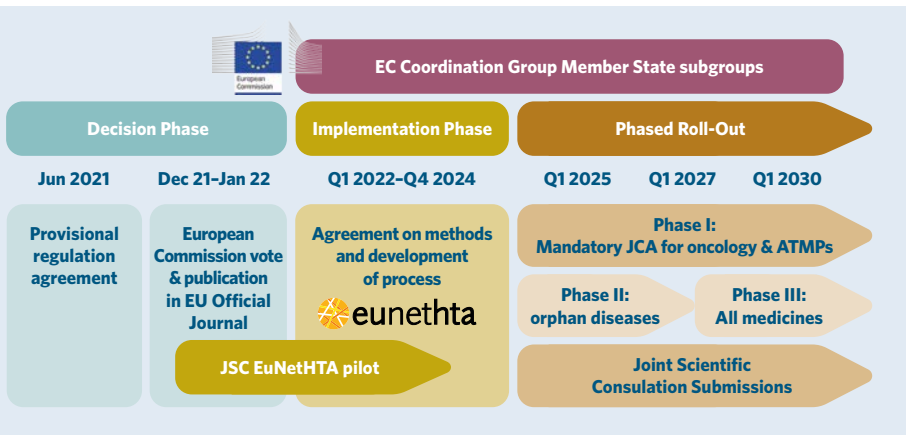 European
Commission
EC Coordination Group Member State subgroups
Decision Phase
Implementation Phase
Phased Roll-Out
Jun 2021
Dec 21–Jan 22
Q1 2022–Q4 2024
Q1 2025
Q1 2027
Q1 2030
Provisional
regulation
agreement
European
Commission vote
& publication
in EU Official
Journal
Agreement on methods
and development
of process
eunethta
JSC EuNetHTA pilot
Phase I:
Mandatory JCA for oncology & ATMPs
Phase II:
orphan diseases
Phase III:
All medicines
Joint Scientific
Consulation Submissions